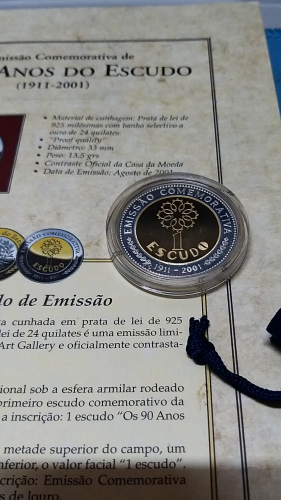 missão Comemorativa de
ANOS DO ESCUDO
(1911-2001)
• Material de cunhagem: Prata de lei de
925 milésimas com banho selectivo a
ouro de 24 quilates.
• "Proof quality"
• Diâmetro: 33 mm
• Peso: 13,5 grs
• Contraste Oficial da Casa da Moeda
• Data de Emissão: Agosto de 2001
EMISSÃO COMEMORATIVA
ESCUDO
1911 - 2001
ESCUDO
do de Emissão
a cunhada em prata de lei de 925
lei de 24 quilates é uma emissão limi-
Art Gallery e oficialmente contrasta-
ional sob a esfera armilar rodeado
primeiro escudo comemorativo da
a inscrição: 1 escudo "Os 90 Anos
metade superior do campo, um
nferior, o valor facial "1 escudo".
crição: Emissão Comemorativa
s de louro.